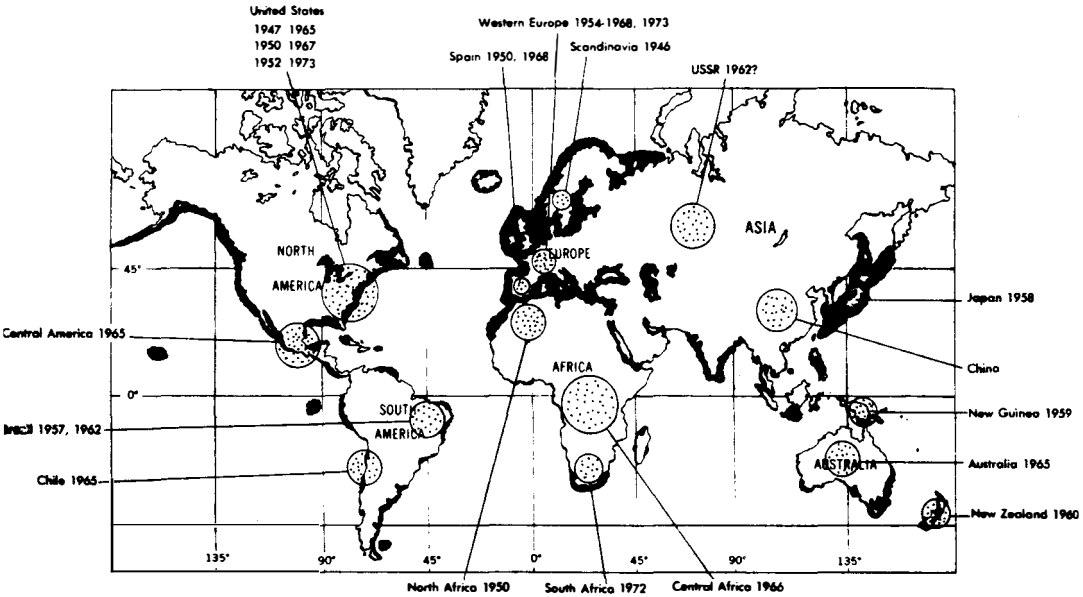 United States
1947 1965
1950 1967
1952 1973
Western Europe 1954-1968, 1973
Scandinavia 1946
Spain 1950, 1968
USSR 1962?
ASIA
NORTH
AMERICA
EUROPE
45°
Japan 1958
Central America 1965
China
AFRICA
0°
SOUTH
AMERICA
New Guinea 1959
Brazil 1957, 1962
AUSTRALIA
Australia 1965
Chile 1965
New Zealand 1960
135°
90°
45°
0°
45°
90°
135°
North Africa 1950
South Africa 1972
Central Africa 1966